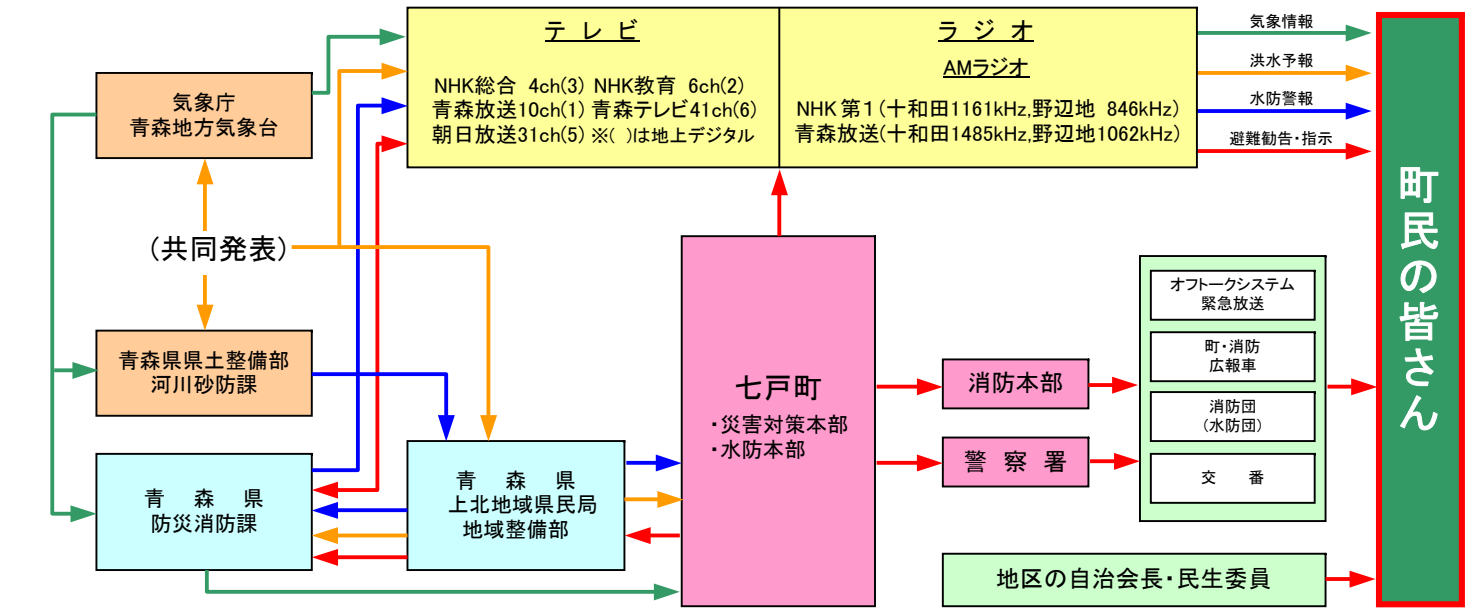 テレビ
NHK総合 4ch(3) NHK教育 6ch(2)
青森放送10ch(1) 青森テレビ41ch(6)
朝日放送31ch(5) ※( )は地上デジタル
ラジオ
AMラジオ
NHK第1(十和田1161kHz,野辺地 846kHz)
青森放送(十和田1485kHz,野辺地1062kHz)
気象情報
洪水予報
水防警報
避難勧告・指示
町民の皆さん
気象庁
青森地方気象台
(共同発表)
青森県県土整備部
河川砂防課
青森県
防災消防課
青森県
上北地域県民局
地域整備部
七戸町
・災害対策本部
・水防本部
消防本部
警察署
オフトークシステム
緊急放送
町・消防
広報車
消防団
(水防団)
交番
地区の自治会長・民生委員